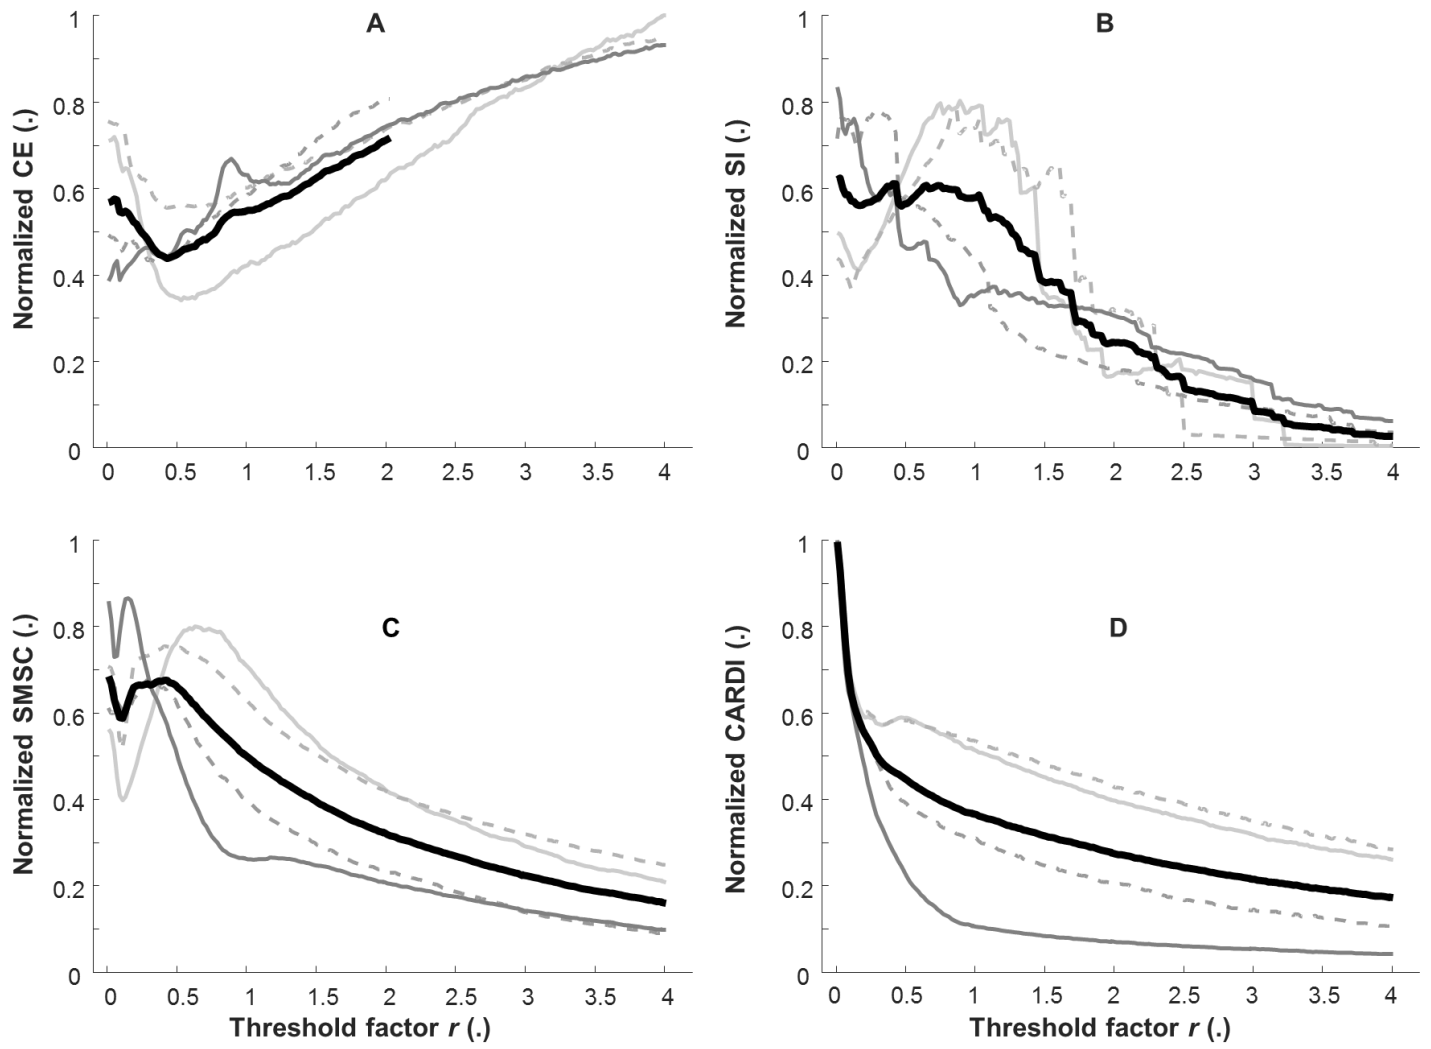 A
Normalized CE (.)
1
0.8
0.6
0.4
0.2
0
0 0.5 1 1.5 2 2.5 3 3.5 4
B
Normalized SI (.)
1
0.8
0.6
0.4
0.2
0
0 0.5 1 1.5 2 2.5 3 3.5 4
C
Normalized SMSC (.)
1
0.8
0.6
0.4
0.2
0
0 0.5 1 1.5 2 2.5 3 3.5 4
Threshold factor r (.)
D
Normalized CARDI (.)
1
0.8
0.6
0.4
0.2
0
0 0.5 1 1.5 2 2.5 3 3.5 4
Threshold factor r (.)